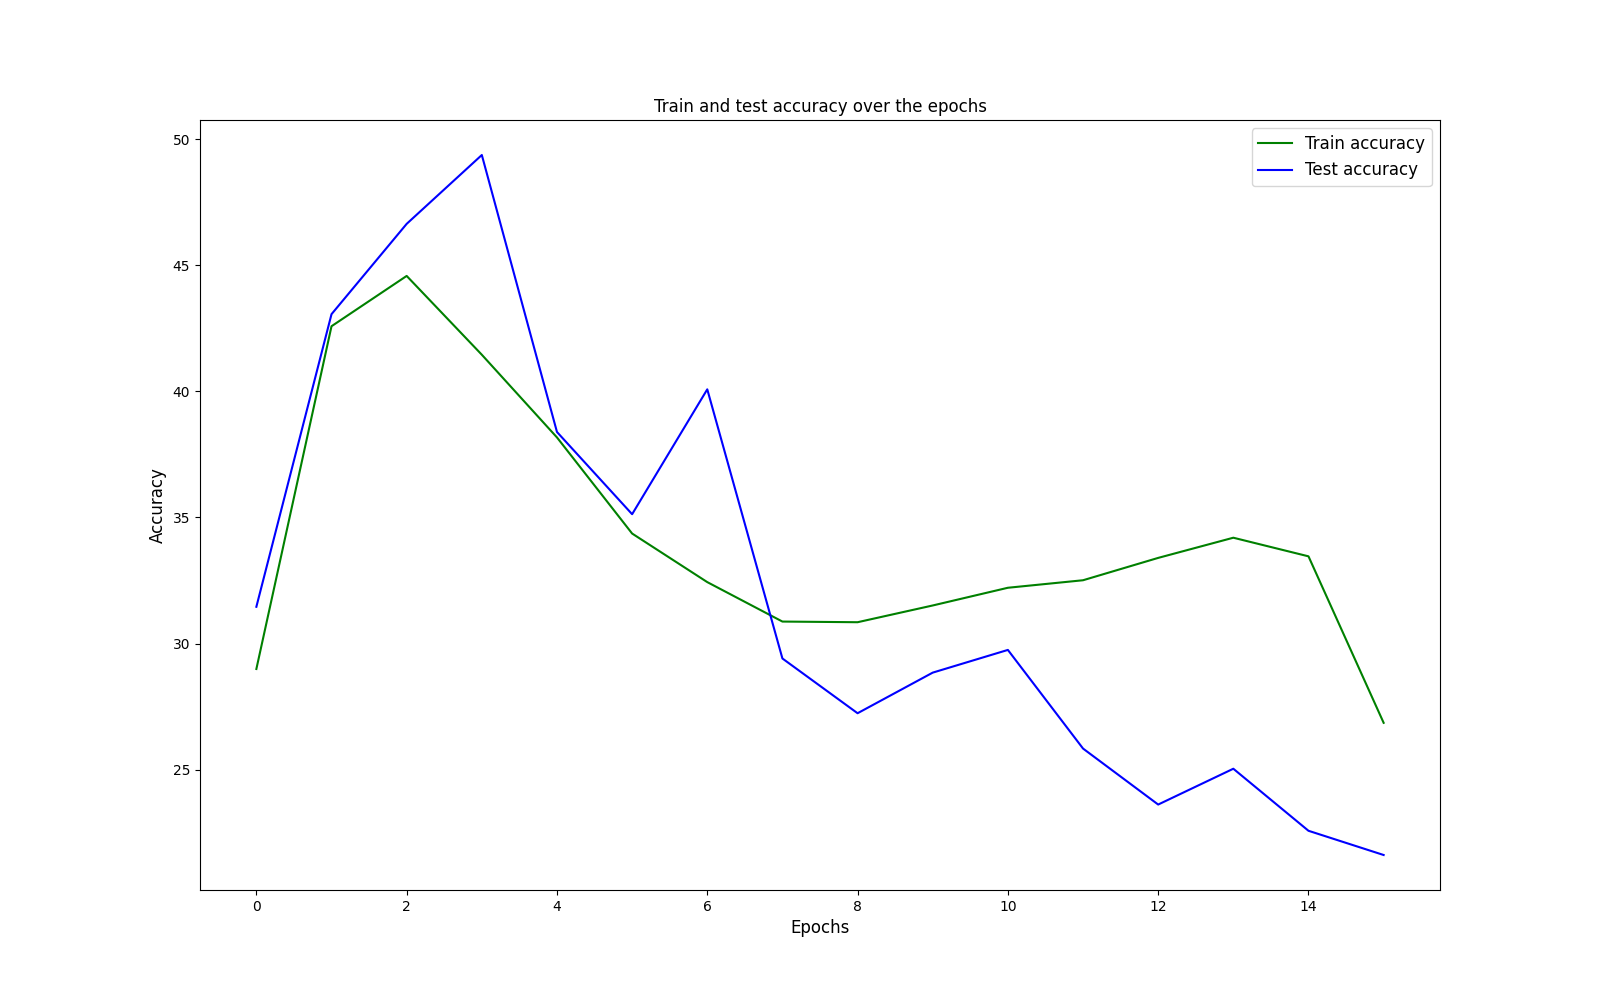 Train and test accuracy over the epochs
Train accuracy
Test accuracy
50
45
40
35
30
25
Accuracy
0 2 4 6 8 10 12 14
Epochs